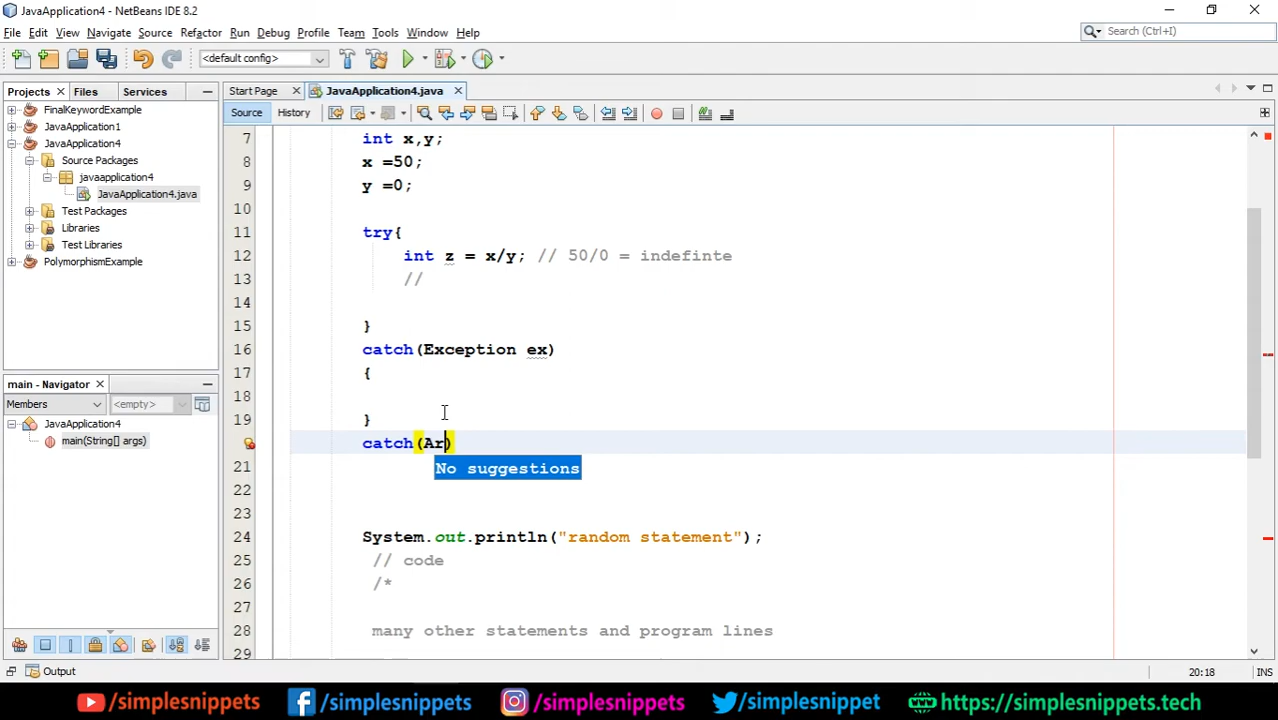 JavaApplication4 - NetBeans IDE 8.2
File Edit View Navigate Source Refactor Run Debug Profile Team Tools Window Help
Search (Ctrl+I)
<default config>
Projects Files Services
Start Page JavaApplication4.java
Source History
FinalKeywordExample
JavaApplication1
JavaApplication4
Source Packages
javaapplication4
JavaApplication4.java
Test Packages
Libraries
Test Libraries
PolymorphismExample
main - Navigator
Members <empty>
JavaApplication4
main(String[] args)
7 int x,y;
8 x =50;
9 y =0;
10
11 try{
12 int z = x/y; // 50/0 = indefinte
13 //
14
15 }
16 catch(Exception ex)
17 {
18
19 }
catch(Ar)
No suggestions
21
22
23
24 System.out.println("random statement");
25 // code
26 /*
27
28 many other statements and program lines
29
Output
20:18 INS
/simplesnippets /simplesnippets /simplesnippets /simplesnippets https://simplesnippets.tech